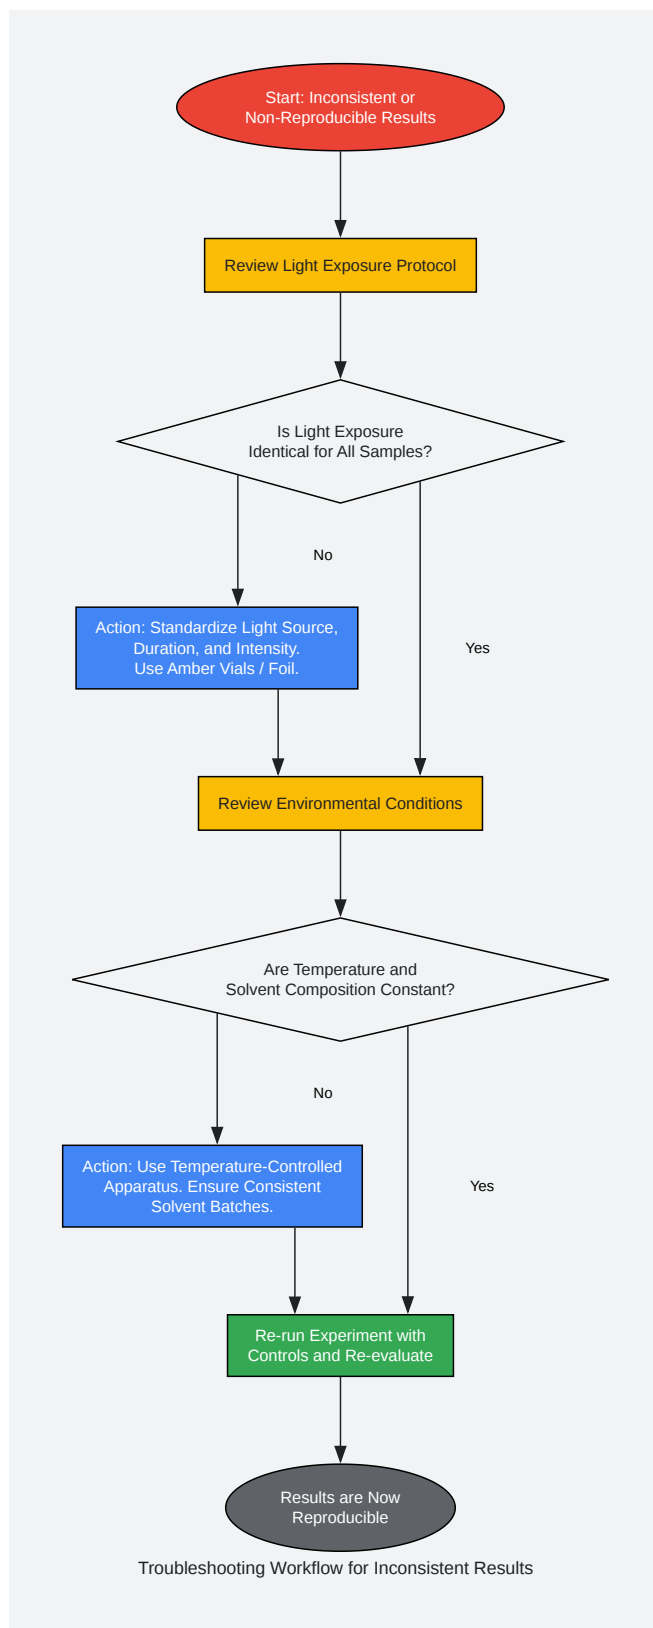 Start: Inconsistent or
Non-Reproducible Results
Review Light Exposure Protocol
Is Light Exposure
Identical for All Samples?
No
Action: Standardize Light Source,
Duration, and Intensity.
Use Amber Vials / Foil.
Yes
Review Environmental Conditions
Are Temperature and
Solvent Composition Constant?
No
Action: Use Temperature-Controlled
Apparatus. Ensure Consistent
Solvent Batches.
Yes
Re-run Experiment with
Controls and Re-evaluate
Results are Now
Reproducible
Troubleshooting Workflow for Inconsistent Results